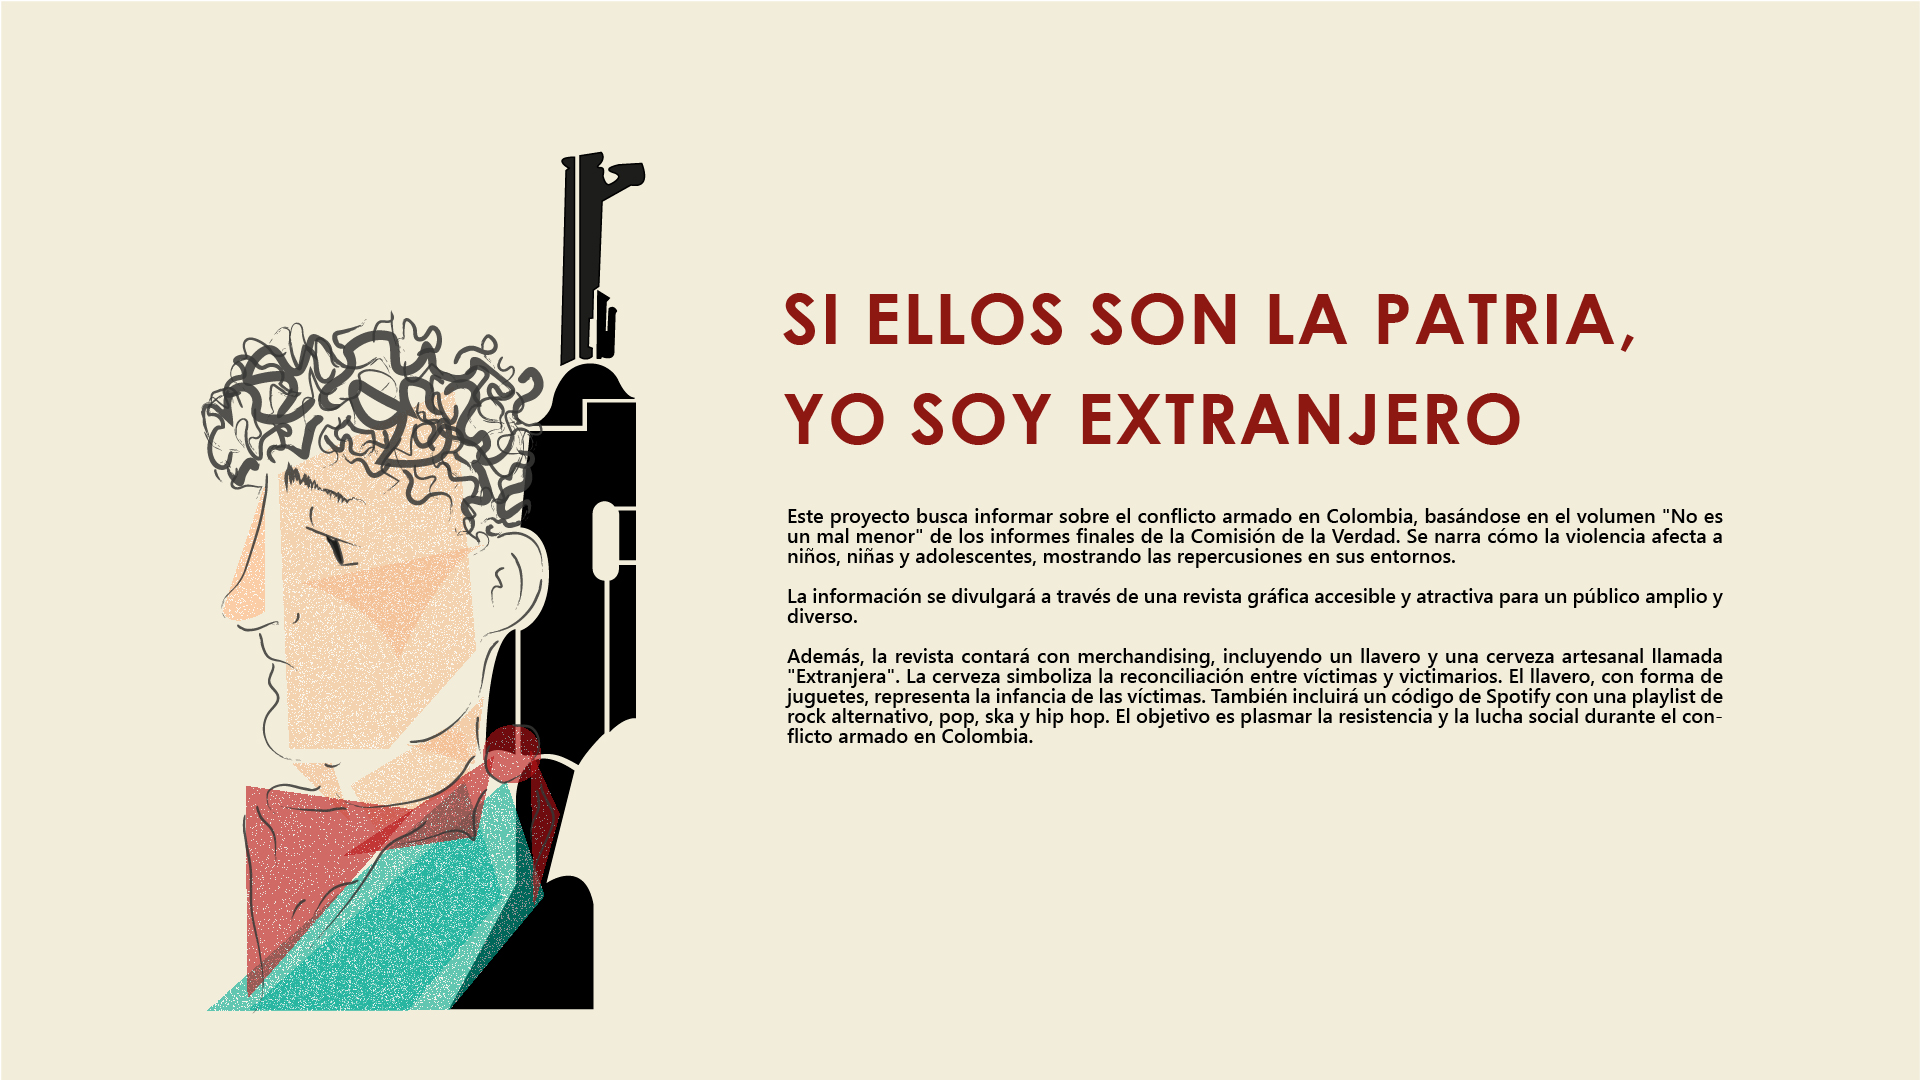 SI ELLOS SON LA PATRIA,
YO SOY EXTRANJERO
Este proyecto busca informar sobre el conflicto armado en Colombia, basándose en el volumen "No es
un mal menor" de los informes finales de la Comisión de la Verdad. Se narra cómo la violencia afecta a
niños, niñas y adolescentes, mostrando las repercusiones en sus entornos.
La información se divulgará a través de una revista gráfica accesible y atractiva para un público amplio y
diverso.
Además, la revista contará con merchandising, incluyendo un llavero y una cerveza artesanal llamada
"Extranjera". La cerveza simboliza la reconciliación entre víctimas y victimarios. El llavero, con forma de
juguetes, representa la infancia de las víctimas. También incluirá un código de Spotify con una playlist de
rock alternativo, pop, ska y hip hop. El objetivo es plasmar la resistencia y la lucha social durante el con-
flicto armado en Colombia.